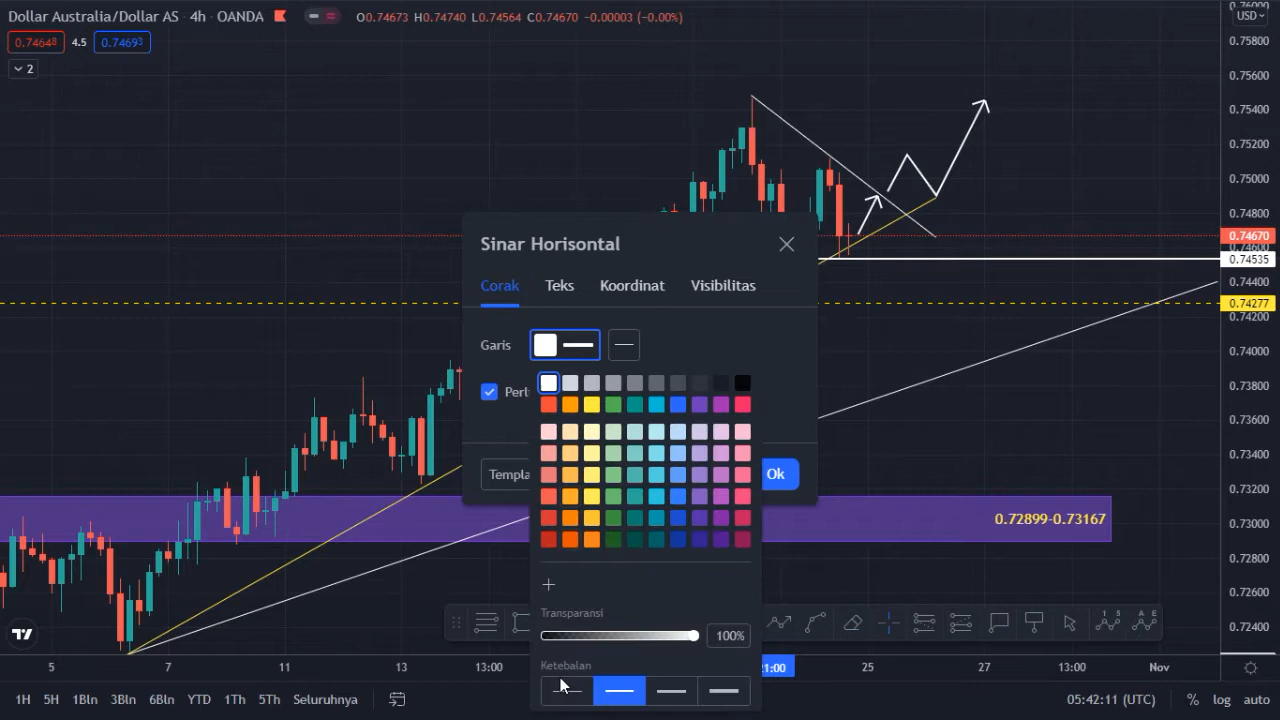 Dollar Australia/Dollar AS · 4h · OANDA
O0.74673 H0.74740 L0.74564 C0.74670 -0.00003 (-0.00%)
USD
0.74648 4.5 0.74693
2
0.76000
0.75800
0.75600
0.75400
0.75200
0.75000
0.74800
0.74670
0.74600
0.74535
0.74400
0.74277
0.74200
0.74000
0.73800
0.73600
0.73400
0.73200
0.73000
0.72800
0.72600
0.72400
Sinar Horisontal
Corak Teks Koordinat Visibilitas
Garis
Perli
Templa
Ok
0.72899-0.73167
Transparansi
100%
Ketebalan
5 7 11 13 13:00 21:00 25 27 13:00 Nov
1H 5H 1Bln 3Bln 6Bln YTD 1Th 5Th Seluruhnya
05:42:11 (UTC) % log auto